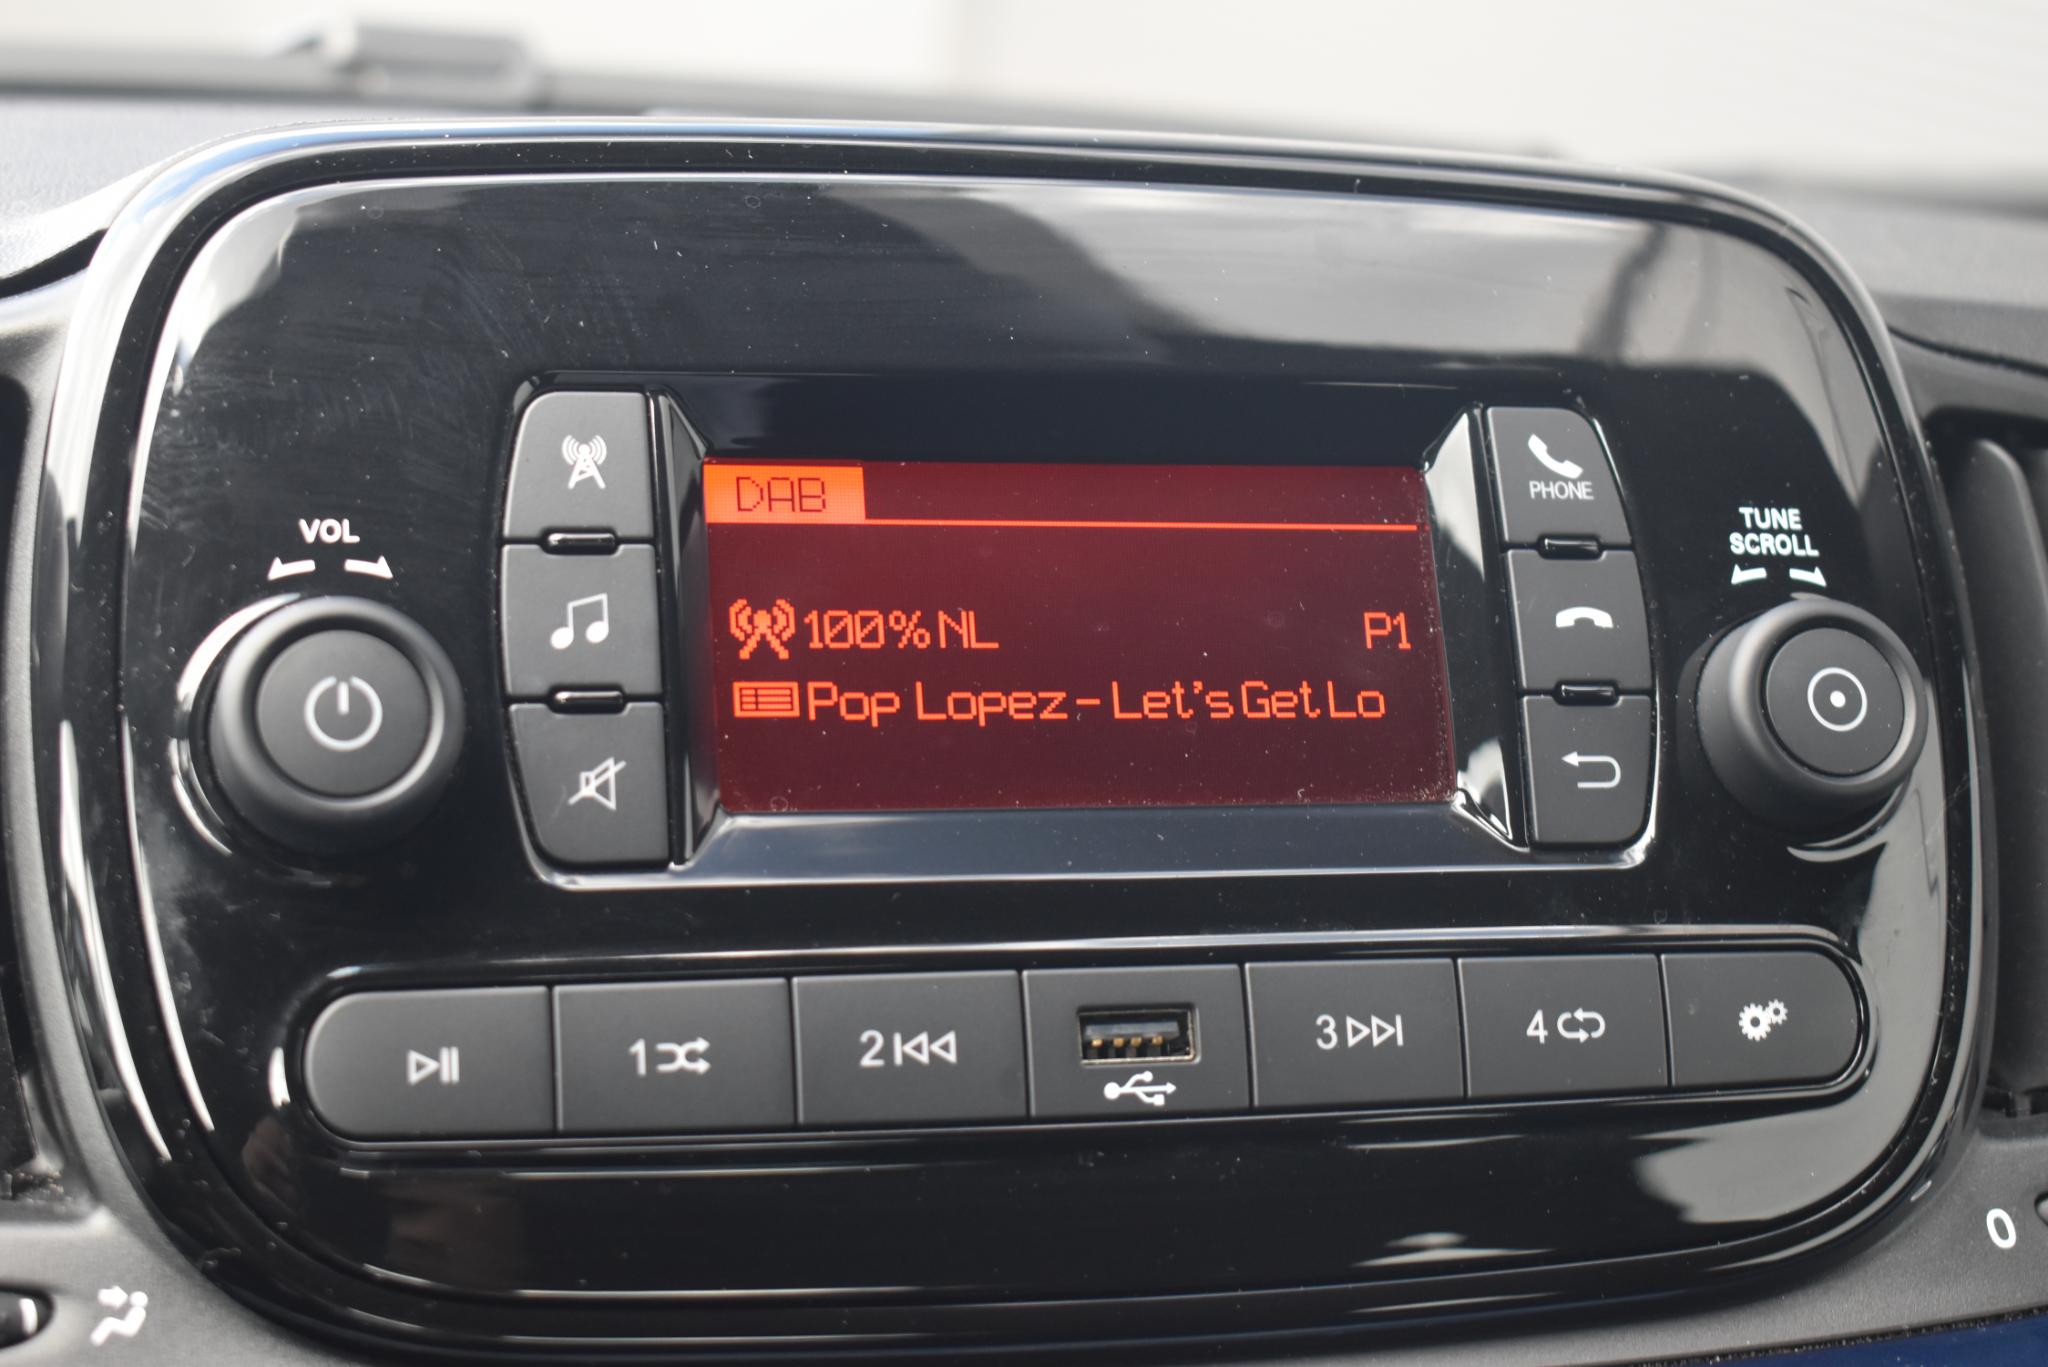 DAB
100% NL P1
Pop Lopez - Let's Get Lo
VOL
PHONE
TUNE
SCROLL
1
2
3
4
0